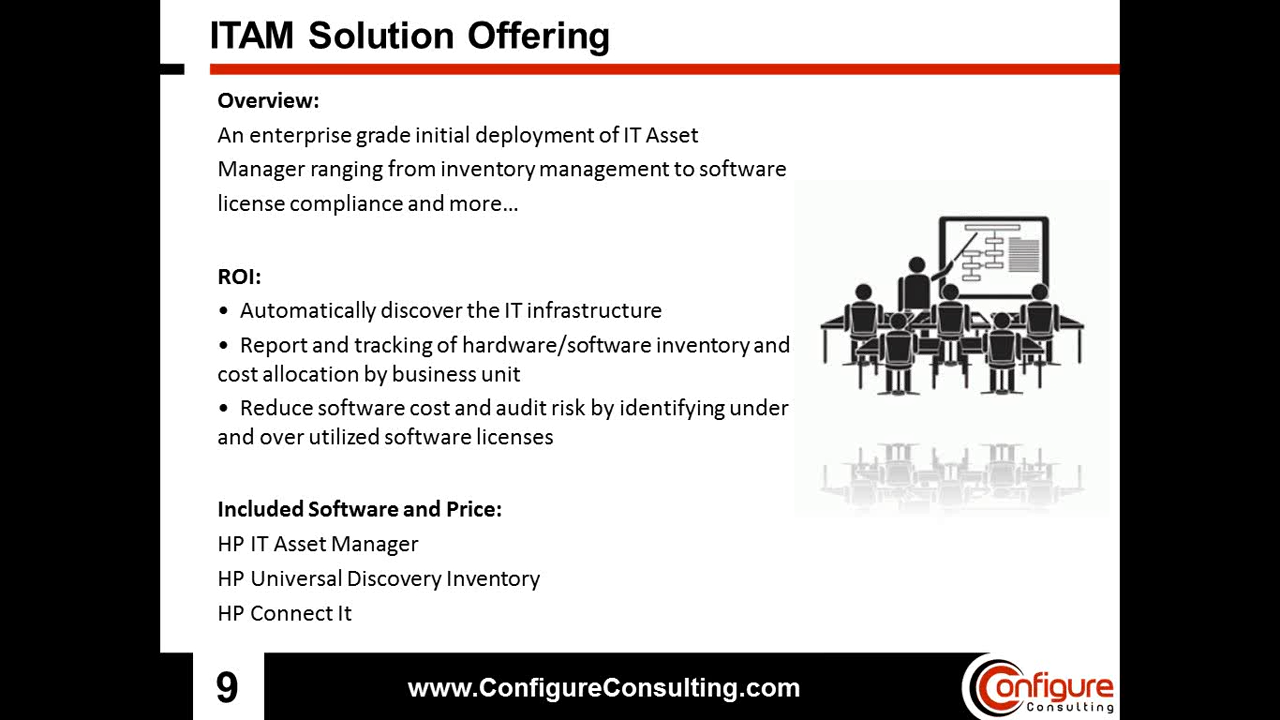 ITAM Solution Offering
Overview:
An enterprise grade initial deployment of IT Asset
Manager ranging from inventory management to software
license compliance and more...
ROI:
• Automatically discover the IT infrastructure
• Report and tracking of hardware/software inventory and
cost allocation by business unit
• Reduce software cost and audit risk by identifying under
and over utilized software licenses
Included Software and Price:
HP IT Asset Manager
HP Universal Discovery Inventory
HP Connect It
9
www.ConfigureConsulting.com
Configure
Consulting